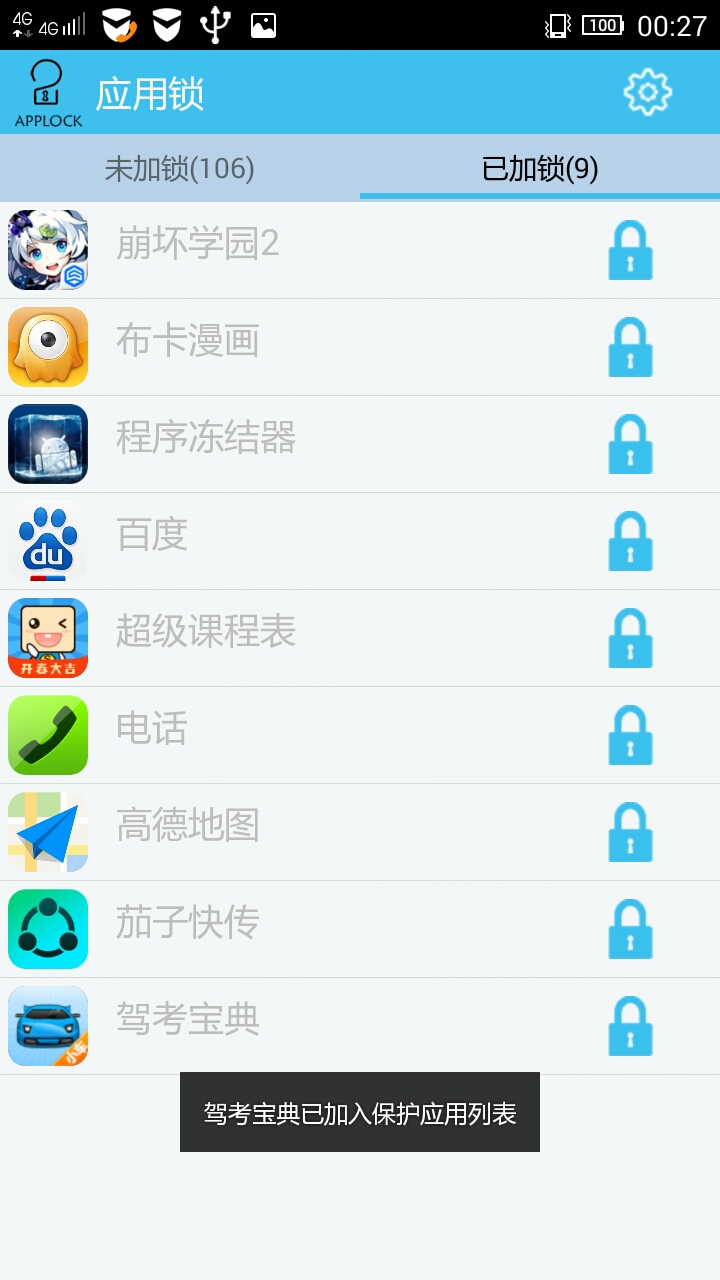 4G 4G 100 00:27
APPLOCK
应用锁
未加锁(106) 已加锁(9)
崩坏学园2
布卡漫画
程序冻结器
百度
du
超级课程表
开春大吉
电话
高德地图
茄子快传
驾考宝典
小车
驾考宝典已加入保护应用列表